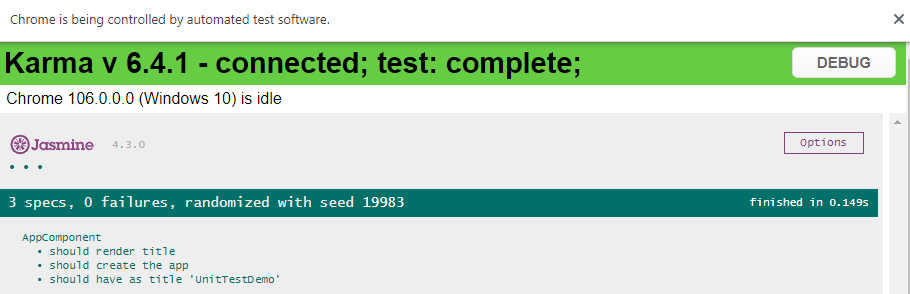 Chrome is being controlled by automated test software.
Karma v 6.4.1 - connected; test: complete;
DEBUG
Chrome 106.0.0.0 (Windows 10) is idle
Jasmine 4.3.0
Options
• • •
3 specs, 0 failures, randomized with seed 19983
finished in 0.149s
AppComponent
• should render title
• should create the app
• should have as title 'UnitTestDemo'